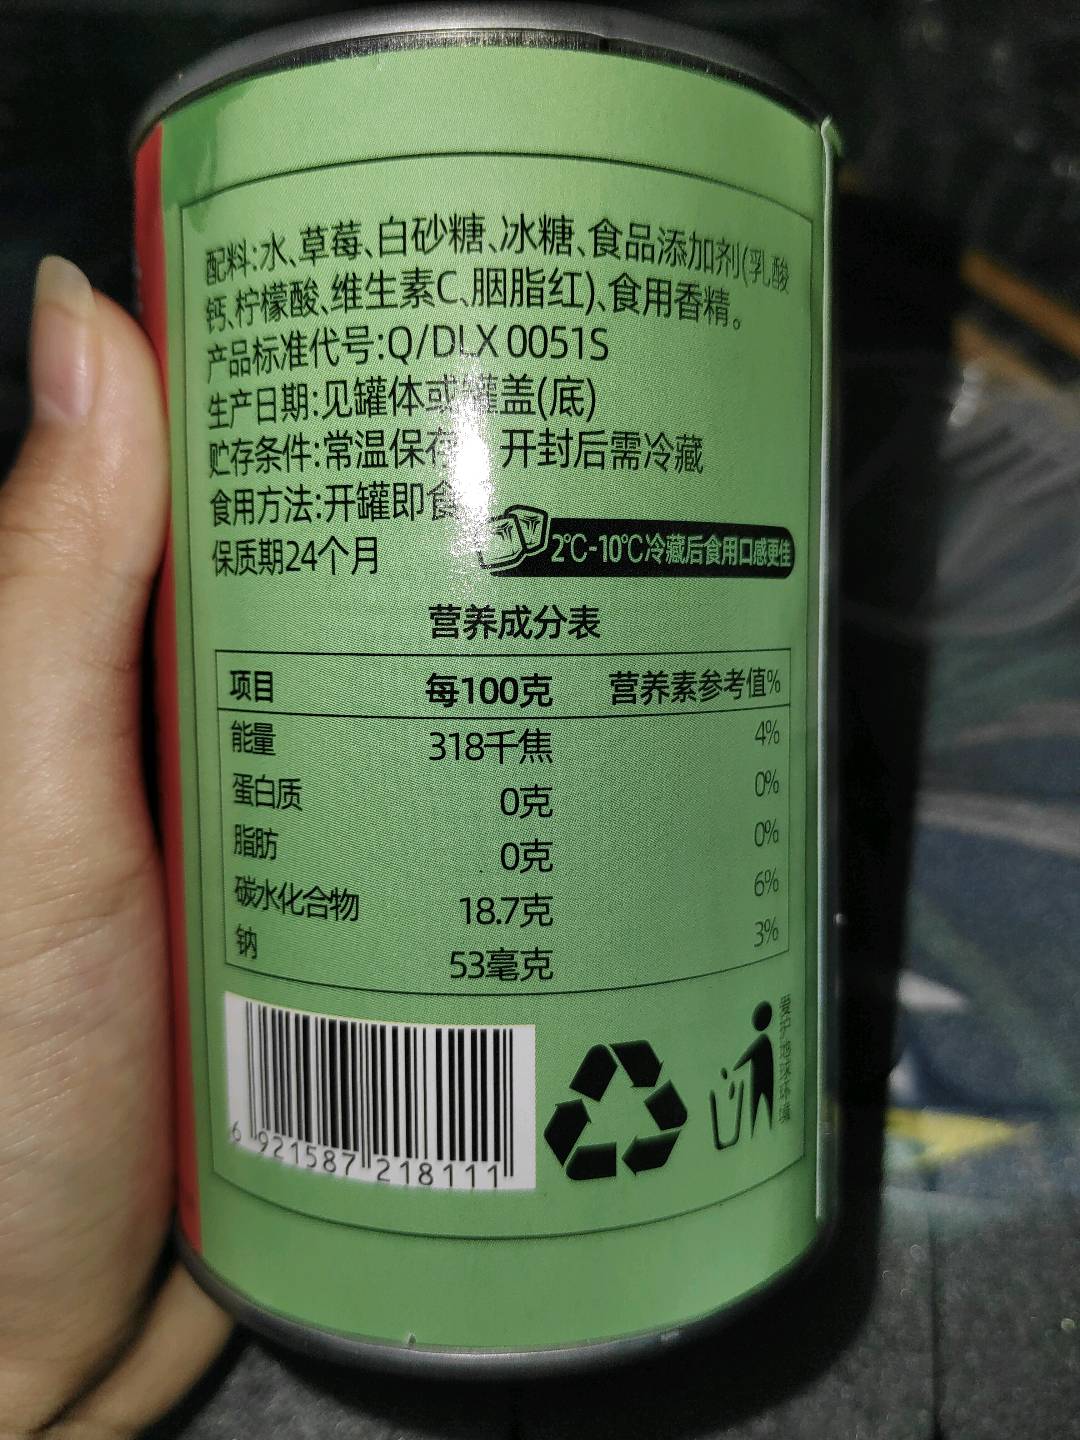 配料:水、草莓、白砂糖、冰糖、食品添加剂(乳酸
钙、柠檬酸、维生素C、胭脂红)、食用香精。
产品标准代号:Q/DLX 0051S
生产日期:见罐体或罐盖(底)
贮存条件:常温保存 开封后需冷藏
食用方法:开罐即食
2℃-10℃冷藏后食用口感更佳
保质期24个月
营养成分表
项目 每100克 营养素参考值%
能量 318千焦 4%
蛋白质 0克 0%
脂肪 0克 0%
碳水化合物 18.7克 6%
钠 53毫克 3%
爱护地球环境
6 921587 218111